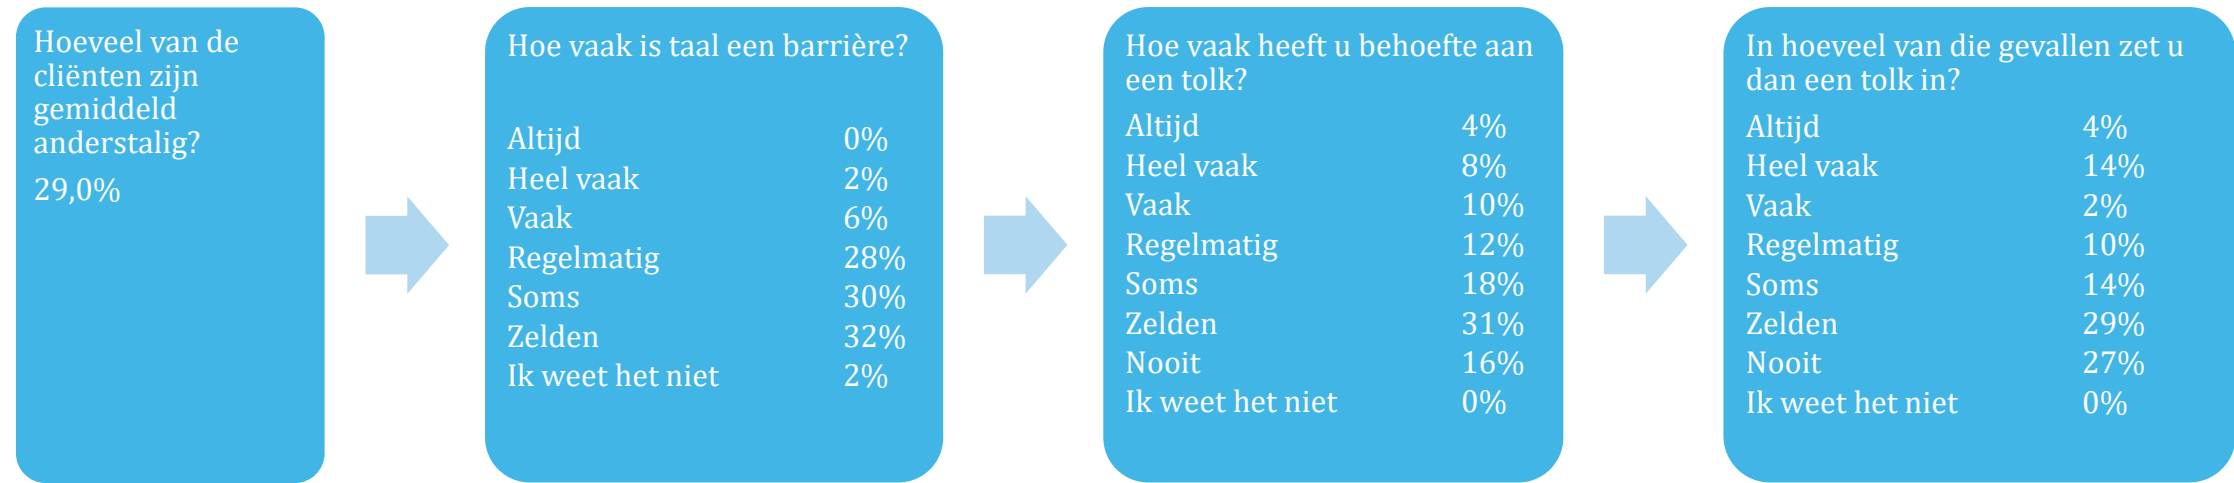 Hoeveel van de
cliënten zijn
gemiddeld
anderstalig?
29,0%
Hoe vaak is taal een barrière?
Altijd 0%
Heel vaak 2%
Vaak 6%
Regelmatig 28%
Soms 30%
Zelden 32%
Ik weet het niet 2%
Hoe vaak heeft u behoefte aan
een tolk?
Altijd 4%
Heel vaak 8%
Vaak 10%
Regelmatig 12%
Soms 18%
Zelden 31%
Nooit 16%
Ik weet het niet 0%
In hoeveel van die gevallen zet u
dan een tolk in?
Altijd 4%
Heel vaak 14%
Vaak 2%
Regelmatig 10%
Soms 14%
Zelden 29%
Nooit 27%
Ik weet het niet 0%